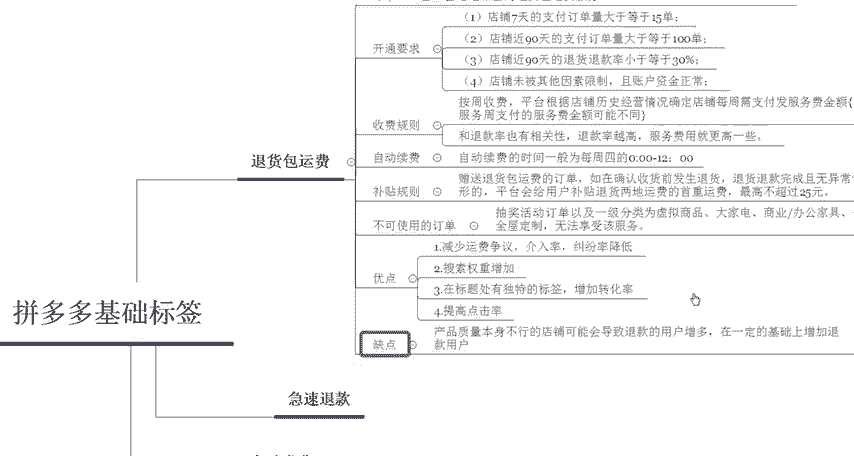 （1）店铺7天的支付订单量大于等于15单；
开通要求
（2）店铺近90天的支付订单量大于等于100单；
（3）店铺近90天的退货退款率小于等于30%；
（4）店铺未被其他因素限制，且账户资金正常；
收费规则
按周收费，平台根据店铺历史经营情况确定店铺每周需支付发服务费金额{
服务周支付的服务费金额可能不同}
和退款率也有相关性，退款率越高，服务费用就更高一些。
退货包运费
自动续费
自动续费的时间一般为每周四的0:00-12：00
补贴规则
赠送退货包运费的订单，如在确认收货前发生退货，退货退款完成且无异常
形的，平台会给用户补贴退货两地运费的首重运费，最高不超过25元。
不可使用的订单
抽奖活动订单以及一级分类为虚拟商品、大家电、商业/办公家具、
全屋定制，无法享受该服务。
优点
1.减少运费争议，介入率，纠纷率降低
2.搜素权重增加
3.在标题处有独特的标签，增加转化率
4.提高点击率
拼多多基础标签
缺点
产品质量本身不行的店铺可能会导致退款的用户增多，在一定的基础上增加退
款用户
急速退款